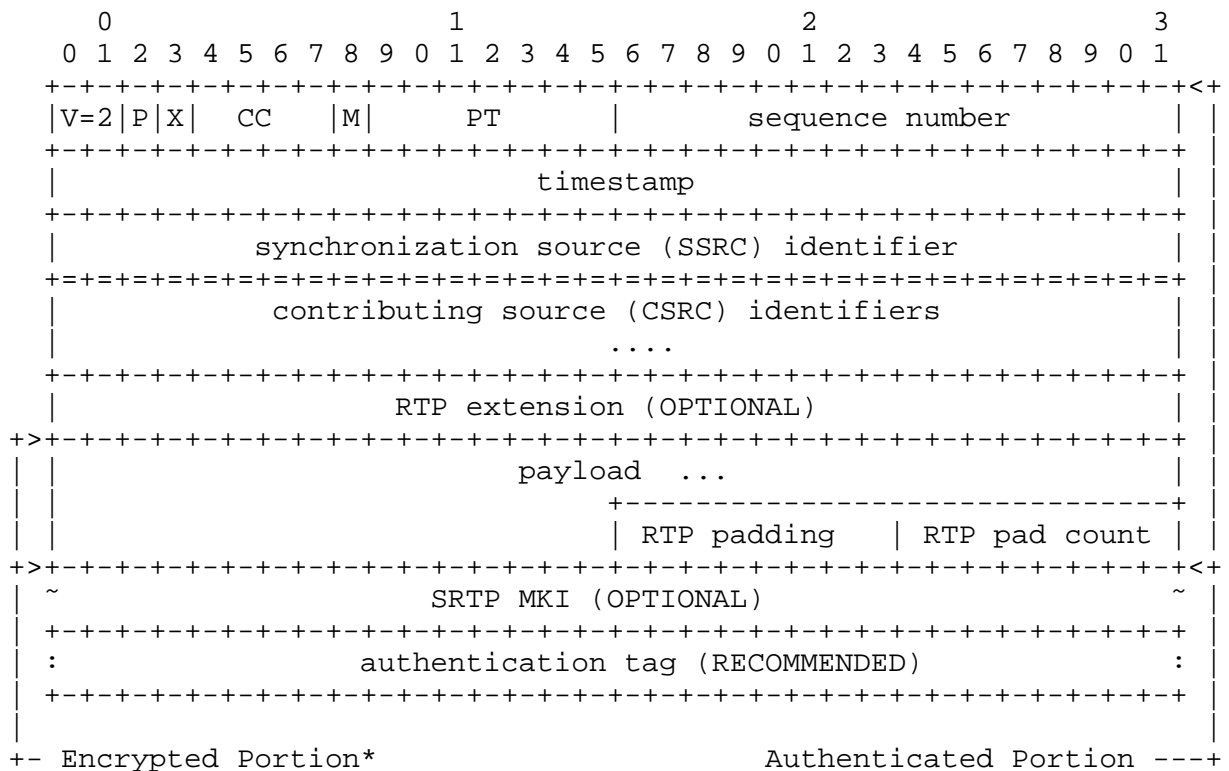 0                   1                   2                   3
   0 1 2 3 4 5 6 7 8 9 0 1 2 3 4 5 6 7 8 9 0 1 2 3 4 5 6 7 8 9 0 1
  +-+-+-+-+-+-+-+-+-+-+-+-+-+-+-+-+-+-+-+-+-+-+-+-+-+-+-+-+-+-+-+-+<+
  |V=2|P|X|  CC   |M|     PT      |       sequence number         | |
  +-+-+-+-+-+-+-+-+-+-+-+-+-+-+-+-+-+-+-+-+-+-+-+-+-+-+-+-+-+-+-+-+ |
  |                           timestamp                           | |
  +-+-+-+-+-+-+-+-+-+-+-+-+-+-+-+-+-+-+-+-+-+-+-+-+-+-+-+-+-+-+-+-+ |
  |           synchronization source (SSRC) identifier            | |
  +=+=+=+=+=+=+=+=+=+=+=+=+=+=+=+=+=+=+=+=+=+=+=+=+=+=+=+=+=+=+=+=+ |
  |            contributing source (CSRC) identifiers             | |
  |                               ....                            | |
  +-+-+-+-+-+-+-+-+-+-+-+-+-+-+-+-+-+-+-+-+-+-+-+-+-+-+-+-+-+-+-+-+ |
  |                   RTP extension (OPTIONAL)                    | |
+>+-+-+-+-+-+-+-+-+-+-+-+-+-+-+-+-+-+-+-+-+-+-+-+-+-+-+-+-+-+-+-+-+ |
| |                          payload  ...                         | |
| |                               +-------------------------------+ |
| |                               | RTP padding   | RTP pad count | |
+>+-+-+-+-+-+-+-+-+-+-+-+-+-+-+-+-+-+-+-+-+-+-+-+-+-+-+-+-+-+-+-+-+<+
| ~                     SRTP MKI (OPTIONAL)                       ~ |
| +-+-+-+-+-+-+-+-+-+-+-+-+-+-+-+-+-+-+-+-+-+-+-+-+-+-+-+-+-+-+-+-+ |
| :                 authentication tag (RECOMMENDED)              : |
| +-+-+-+-+-+-+-+-+-+-+-+-+-+-+-+-+-+-+-+-+-+-+-+-+-+-+-+-+-+-+-+-+ |
|                                                                   |
+- Encrypted Portion*                      Authenticated Portion ---+